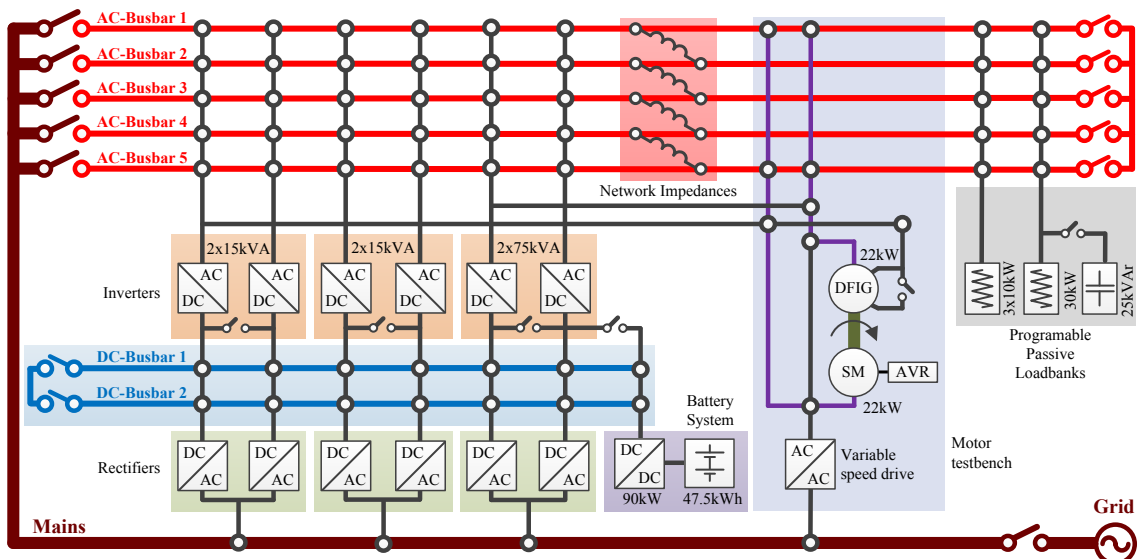 AC-Busbar 1
AC-Busbar 2
AC-Busbar 3
AC-Busbar 4
AC-Busbar 5
Network Impedances
2x15kVA
2x15kVA
2x75kVA
22kW
Inverters
AC
DC
AC
DC
AC
DC
AC
DC
AC
DC
AC
DC
DFIG
3x10kW
30kW
25kVAr
Programable
Passive
Loadbanks
DC-Busbar 1
DC-Busbar 2
SM
AVR
22kW
Battery
System
Rectifiers
DC
AC
DC
AC
DC
AC
DC
AC
DC
AC
DC
AC
DC
DC
90kW
47.5kWh
AC
AC
Variable
speed drive
Motor
testbench
Mains
Grid